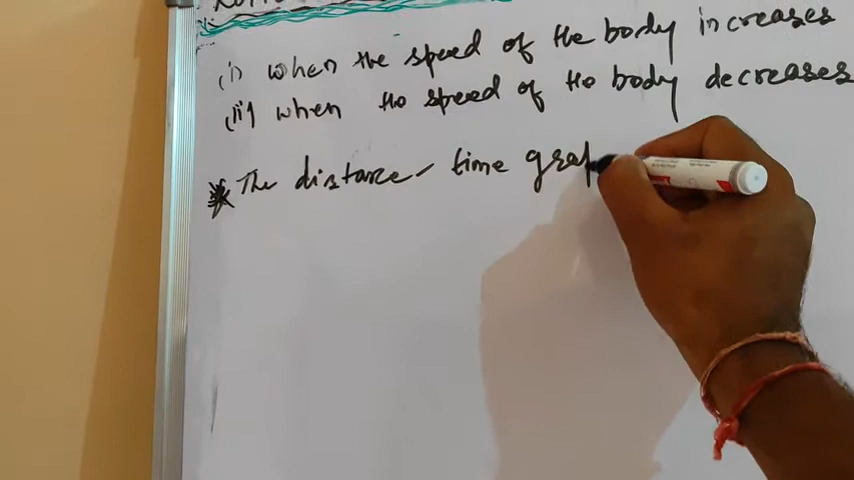 (i) when the speed of the body increases
(ii) when the speed of the body decreases
* The distance - time grap